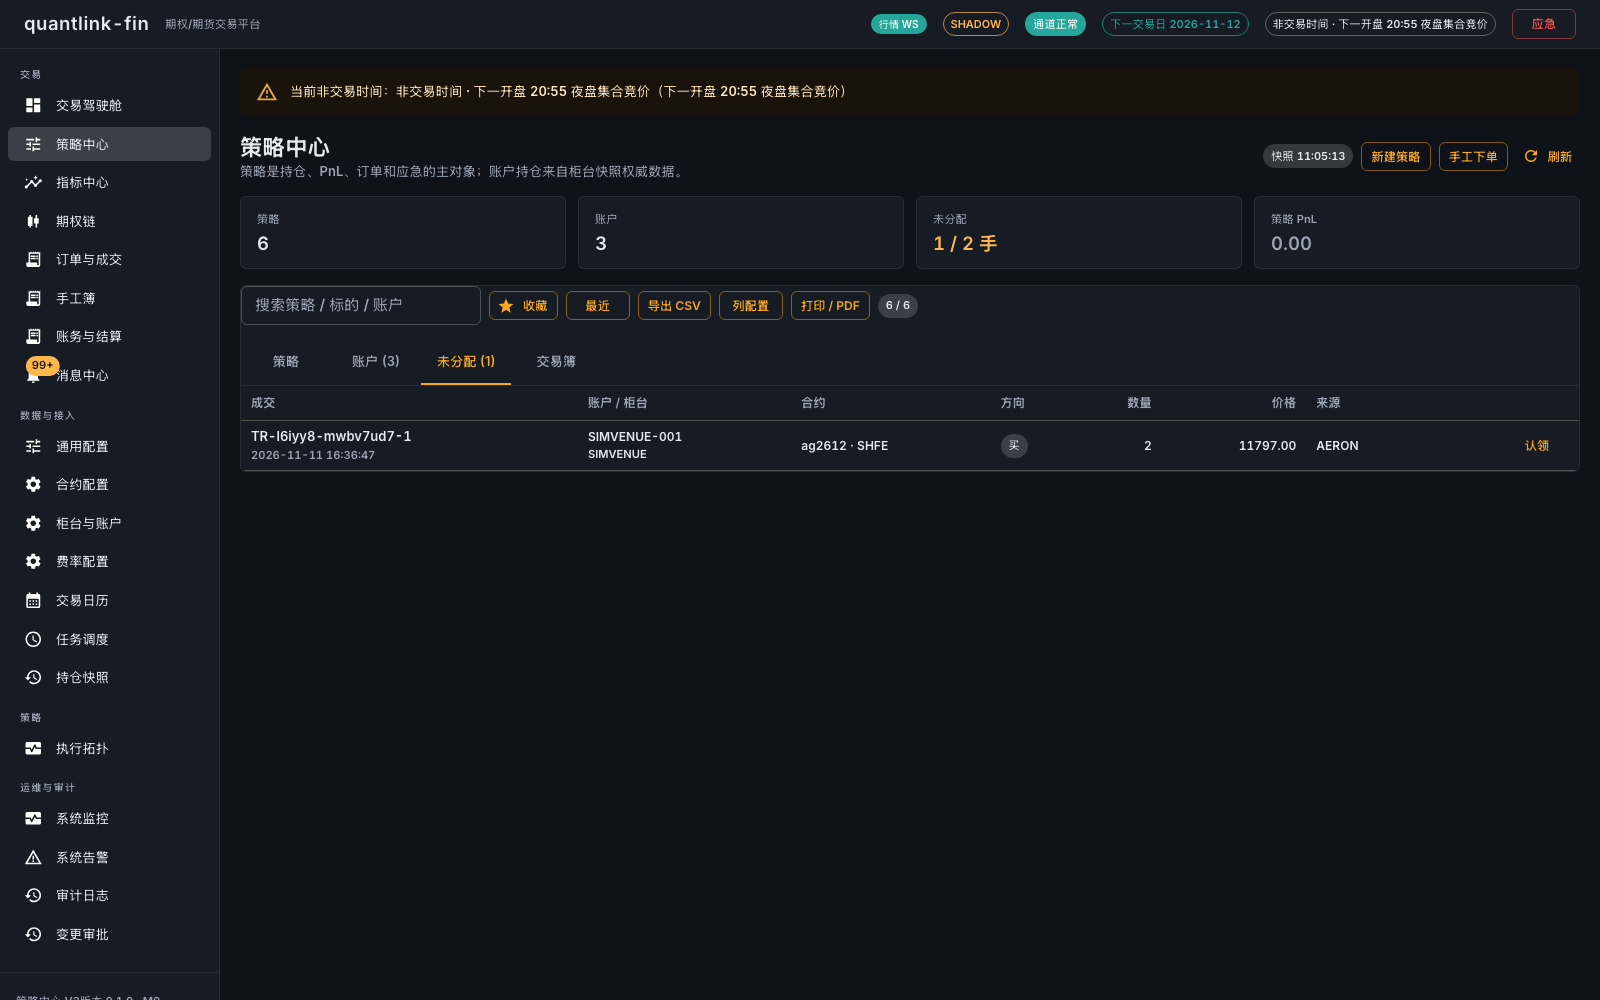 quantlink-fin 期权/期货交易平台
行情 WS SHADOW 通道正常 下一交易日 2026-11-12 非交易时间 · 下一开盘 20:55 夜盘集合竞价 应急
交易
交易驾驶舱
策略中心
指标中心
期权链
订单与成交
手工簿
账务与结算
99+
消息中心
数据与接入
通用配置
合约配置
柜台与账户
费率配置
交易日历
任务调度
持仓快照
策略
执行拓扑
运维与审计
系统监控
系统告警
审计日志
变更审批
当前非交易时间：非交易时间 · 下一开盘 20:55 夜盘集合竞价（下一开盘 20:55 夜盘集合竞价）
策略中心
策略是持仓、PnL、订单和应急的主对象；账户持仓来自柜台快照权威数据。
快照 11:05:13 新建策略 手工下单 刷新
策略
6
账户
3
未分配
1 / 2 手
策略 PnL
0.00
搜索策略 / 标的 / 账户 收藏 最近 导出 CSV 列配置 打印 / PDF 6 / 6
策略 账户 (3) 未分配 (1) 交易簿
成交 账户 / 柜台 合约 方向 数量 价格 来源
TR-I6iyy8-mwbv7ud7-1 SIMVENUE-001 ag2612 · SHFE 买 2 11797.00 AERON 认领
2026-11-11 16:36:47 SIMVENUE